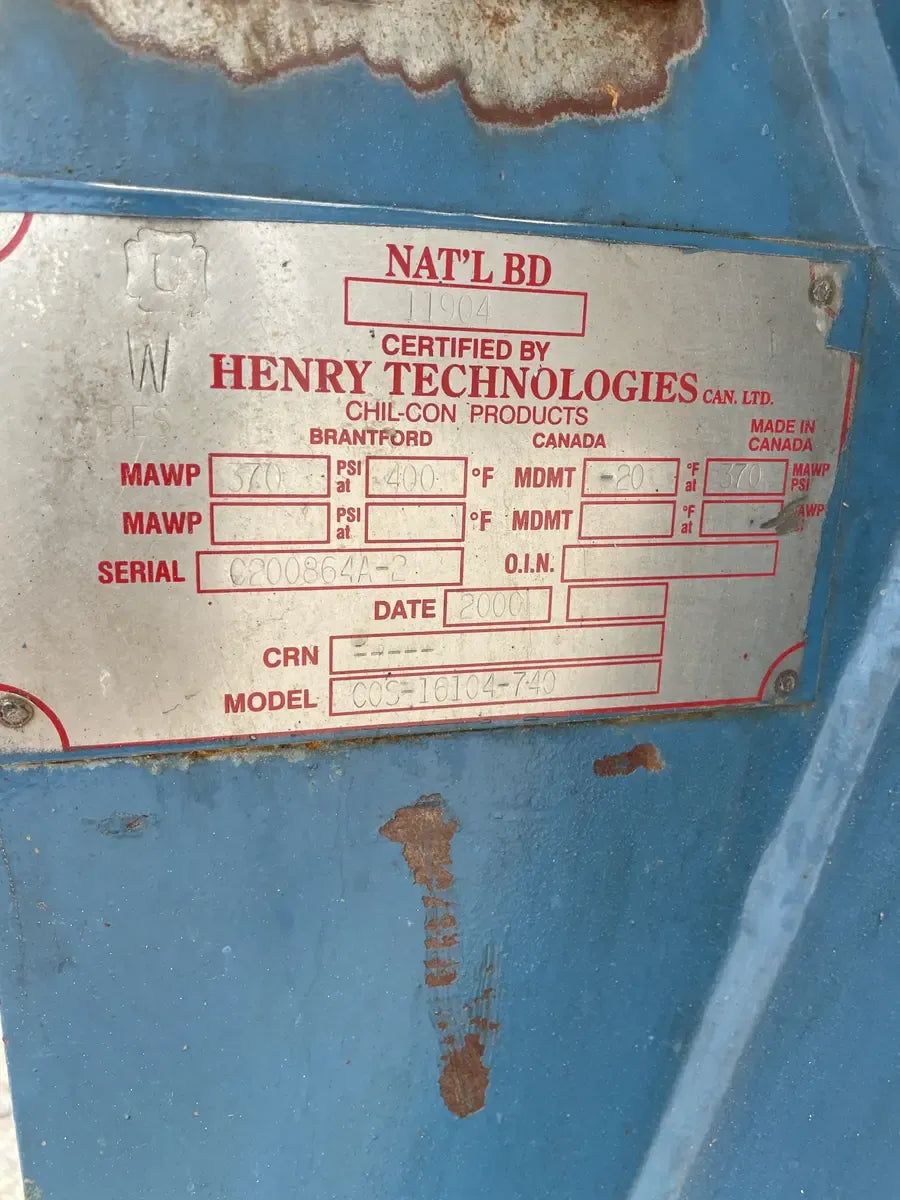 U
W
RES
NAT'L BD
11904
CERTIFIED BY
HENRY TECHNOLOGIES CAN. LTD.
CHIL-CON PRODUCTS
BRANTFORD CANADA
MADE IN
CANADA
MAWP 370 PSI at 400 °F MDMT -20 °F at 370 MAWP PSI
MAWP PSI at °F MDMT °F at
SERIAL C200864A-2 O.I.N.
DATE 2000
CRN -----
MODEL COS-16104-740